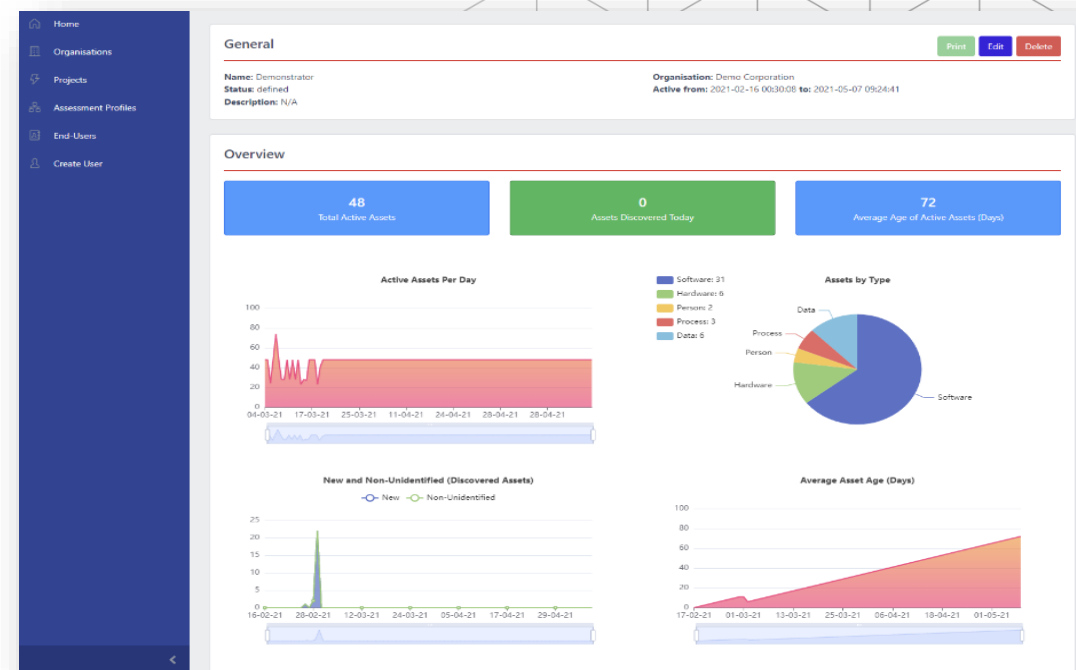 Home
Organisations
Projects
Assessment Profiles
End-Users
Create User
General
Print
Edit
Delete
Name: Demonstrator
Status: defined
Description: N/A
Organisation: Demo Corporation
Active from: 2021-02-16 00:30:08 to: 2021-05-07 09:24:41
Overview
48
Total Active Assets
0
Assets Discovered Today
72
Average Age of Active Assets (Days)
Active Assets Per Day
100
80
60
40
20
0
04-03-21 17-03-21 25-03-21 11-04-21 24-04-21 28-04-21 28-04-21
Software: 31
Hardware: 6
Person: 2
Process: 3
Data: 6
Assets by Type
Data
Process
Person
Hardware
Software
New and Non-Unidentified (Discovered Assets)
New Non-Unidentified
25
20
15
10
5
0
16-02-21 28-02-21 12-03-21 24-03-21 05-04-21 17-04-21 29-04-21
Average Asset Age (Days)
100
80
60
40
20
0
17-02-21 01-03-21 13-03-21 25-03-21 06-04-21 18-04-21 01-05-21